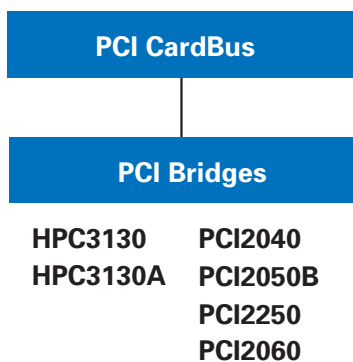 PCI CardBus
PCI Bridges
HPC3130 PCI2040
HPC3130A PCI2050B
PCI2250
PCI2060